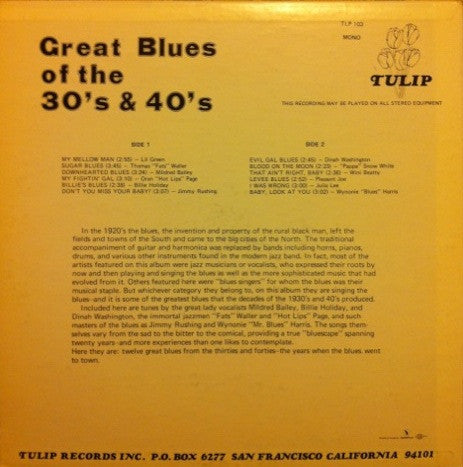 TLP 103
MONO
Great Blues
of the
30's & 40's
TULIP
THIS RECORDING MAY BE PLAYED ON ALL STEREO EQUIPMENT
SIDE 1
MY MELLOW MAN (2:55) – Lil Green
SUGAR BLUES (3:45) – Thomas "Fats" Waller
DOWNHEARTED BLUES (3:24) – Mildred Bailey
MY FIGHTIN' GAL (3:10) – Oran "Hot Lips" Page
BILLIE'S BLUES (2:38) – Billie Holiday
DON'T YOU MISS YOUR BABY! (3:07) – Jimmy Rushing
SIDE 2
EVIL GAL BLUES (2:45) – Dinah Washington
BLOOD ON THE MOON (2:23) – "Pappa" Snow White
THAT AIN'T RIGHT, BABY (2:36) – Wini Beatty
LEVEE BLUES (2:52) – Pleasent Joe
I WAS WRONG (3:00) – Julia Lee
BABY, LOOK AT YOU (3:02) – Wynonie "Blues" Harris
In the 1920's the blues, the invention and property of the rural black man, left the
fields and towns of the South and came to the big cities of the North. The traditional
accompaniment of guitar and harmonica was replaced by bands including horns, pianos,
drums, and various other instruments found in the modern jazz band. In fact, most of the
artists featured on this album were jazz musicians or vocalists, who expressed their roots by
now and then playing and singing the blues as well as the more sophisticated music that had
evolved from it. Others featured here were "blues singers" for whom the blues was their
musical staple. But whichever category they belong to, on this album they are singing the
blues-and it is some of the greatest blues that the decades of the 1930's and 40's produced.
Included here are tunes by the great lady vocalists Mildred Bailey, Billie Holiday, and
Dinah Washington, the immortal jazzmen "Fats" Waller and "Hot Lips" Page, and such
masters of the blues as Jimmy Rushing and Wynonie "Mr. Blues" Harris. The songs them-
selves vary from the sad to the bitter to the comical, providing a true "bluescape" spanning
twenty years-and more experiences than one likes to contemplate.
Here they are: twelve great blues from the thirties and forties-the years when the blues went
to town.
TULIP RECORDS INC. P.O. BOX 6277 SAN FRANCISCO CALIFORNIA 94101